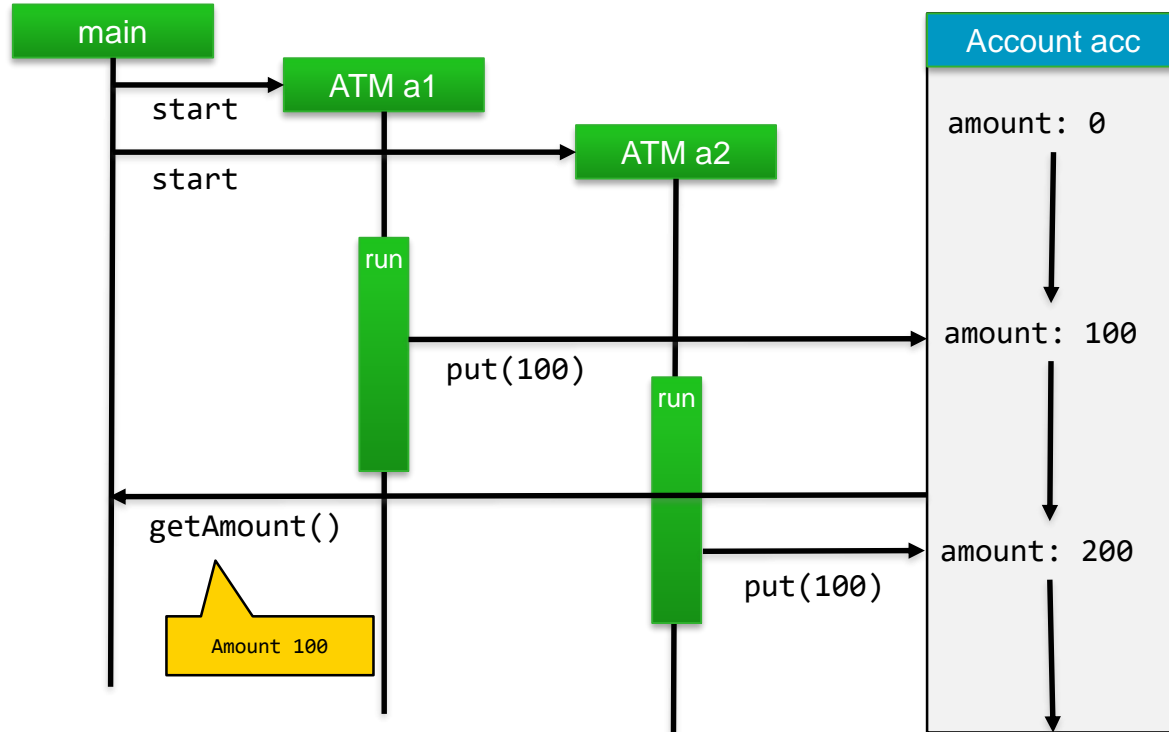 main
Account acc
ATM a1
start
amount: 0
ATM a2
start
run
amount: 100
put(100)
run
getAmount()
amount: 200
put(100)
Amount 100